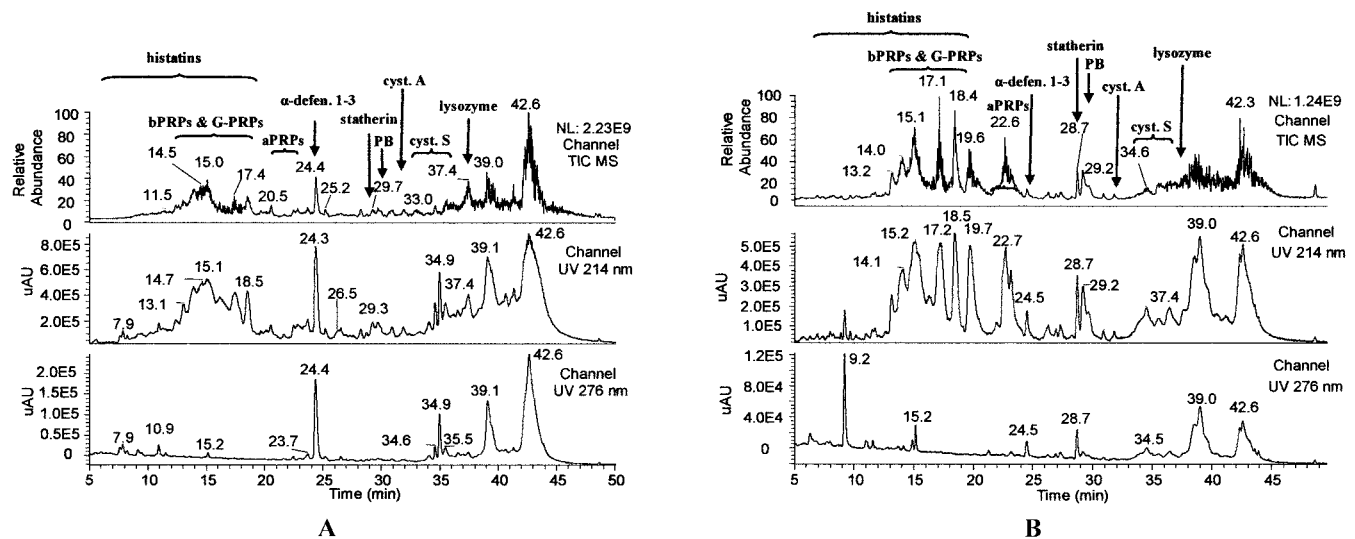 histatins
cyst. A
α-defen. 1-3
statherin
PB
lysozyme
bPRPs & G-PRPs
aPRPs
cyst. S
42.6
NL: 2.23E9
Channel
TIC MS
Relative
Abundance
100
80
60
40
20
0
14.5
15.0
11.5
17.4
20.5
24.4
25.2
29.7
33.0
37.4
39.0
8.0E5
6.0E5
4.0E5
2.0E5
0.0E0
uAU
7.9
13.1
14.7
15.1
18.5
24.3
26.5
29.3
34.9
37.4
39.1
42.6
Channel
UV 214 nm
2.0E5
1.5E5
1.0E5
0.5E5
0
uAU
7.9
10.9
15.2
23.7
24.4
34.6
34.9
35.5
39.1
42.6
Channel
UV 276 nm
5 10 15 20 25 30 35 40 45 50
Time (min)
A
histatins
statherin
PB
lysozyme
bPRPs & G-PRPs
α-defen. 1-3
cyst. A
aPRPs
cyst. S
NL: 1.24E9
Channel
TIC MS
Relative
Abundance
100
80
60
40
20
0
13.2
14.0
15.1
17.1
18.4
19.6
22.6
28.7
29.2
34.6
42.3
5.0E5
4.0E5
3.0E5
2.0E5
1.0E5
uAU
14.1
15.2
17.2
18.5
19.7
22.7
24.5
28.7
29.2
37.4
39.0
42.6
Channel
UV 214 nm
1.2E5
8.0E4
4.0E4
0
uAU
9.2
15.2
24.5
28.7
34.5
39.0
42.6
Channel
UV 276 nm
5 10 15 20 25 30 35 40 45
Time (min)
B